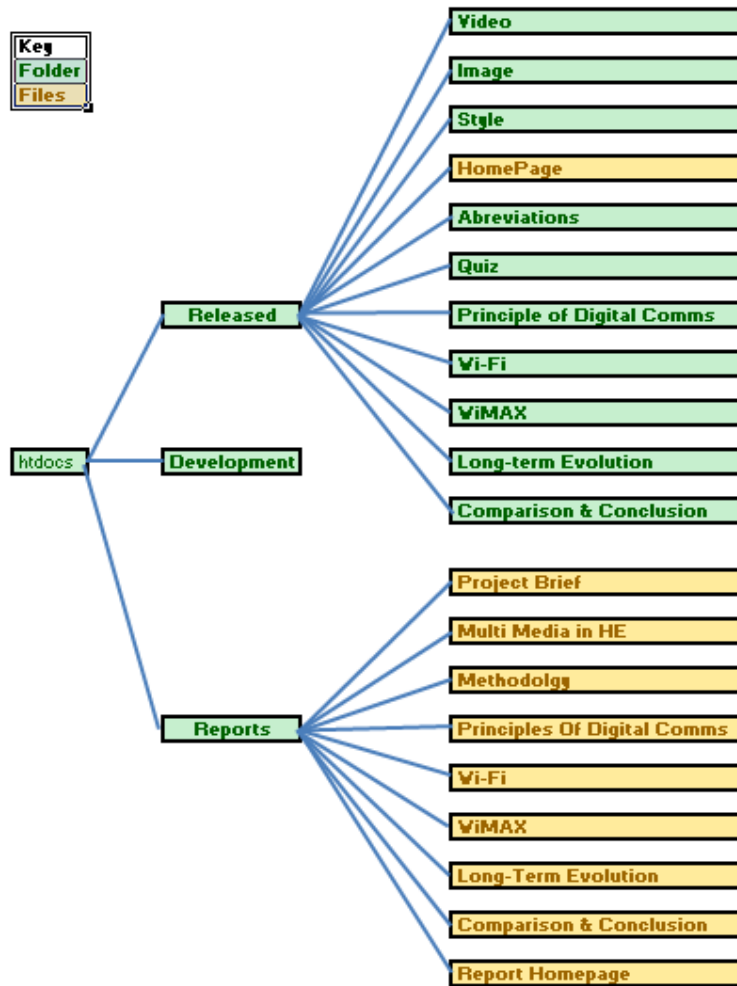 Key
Folder
Files
Video
Image
Style
HomePage
Abreviations
Quiz
Released
Principle of Digital Comms
Wi-Fi
WiMAX
htdocs
Development
Long-term Evolution
Comparison & Conclusion
Project Brief
Multi Media in HE
Methodolgy
Reports
Principles Of Digital Comms
Wi-Fi
WiMAX
Long-Term Evolution
Comparison & Conclusion
Report Homepage